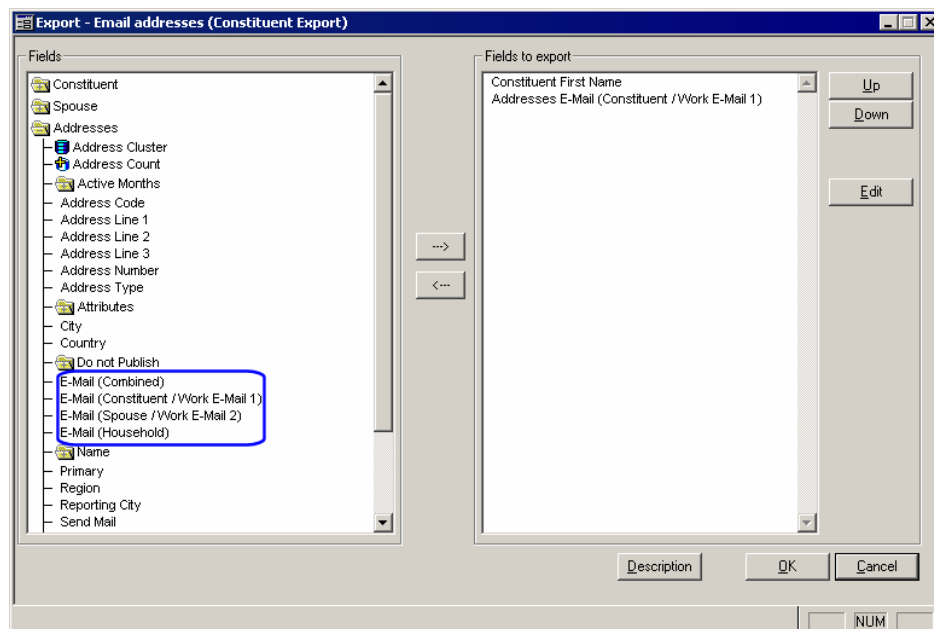 Export - Email addresses (Constituent Export)
Fields
Constituent
Spouse
Addresses
Address Cluster
Address Count
Active Months
Address Code
Address Line 1
Address Line 2
Address Line 3
Address Number
Address Type
Attributes
City
Country
Do not Publish
E-Mail (Combined)
E-Mail (Constituent / Work E-Mail 1)
E-Mail (Spouse / Work E-Mail 2)
E-Mail (Household)
Name
Primary
Region
Reporting City
Send Mail
--->
<---
Fields to export
Constituent First Name
Addresses E-Mail (Constituent / Work E-Mail 1)
Up
Down
Edit
Description
OK
Cancel
NUM